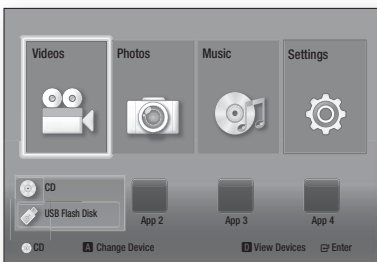 Videos Photos Music Settings
CD
USB Flash Disk
App 2 App 3 App 4
CD A Change Device D View Devices Enter